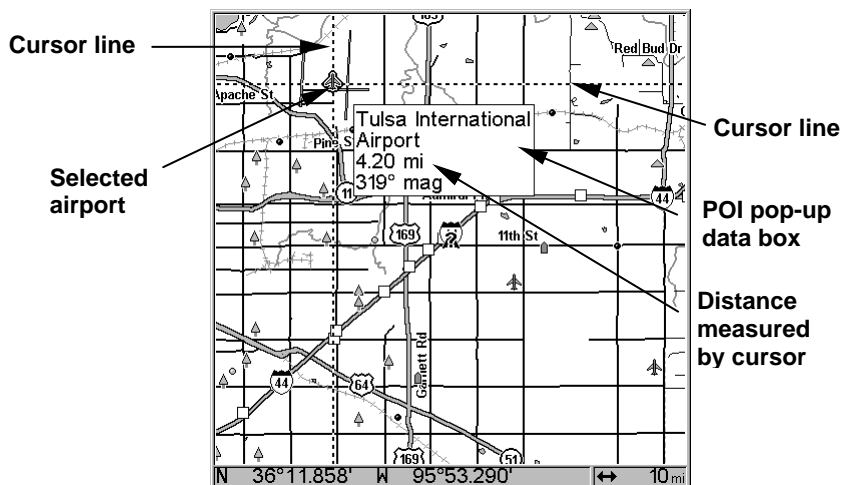 Cursor line
Selected
airport
Cursor line
POI pop-up
data box
Distance
measured
by cursor
169
Red Bud Dr
Apache St
Tulsa International
Airport
4.20 mi
319° mag
Pine S
11
44
169
11th St
Garnett Rd
44
64
169
51
N 36°11.858' W 95°53.290' ↔ 10 mi